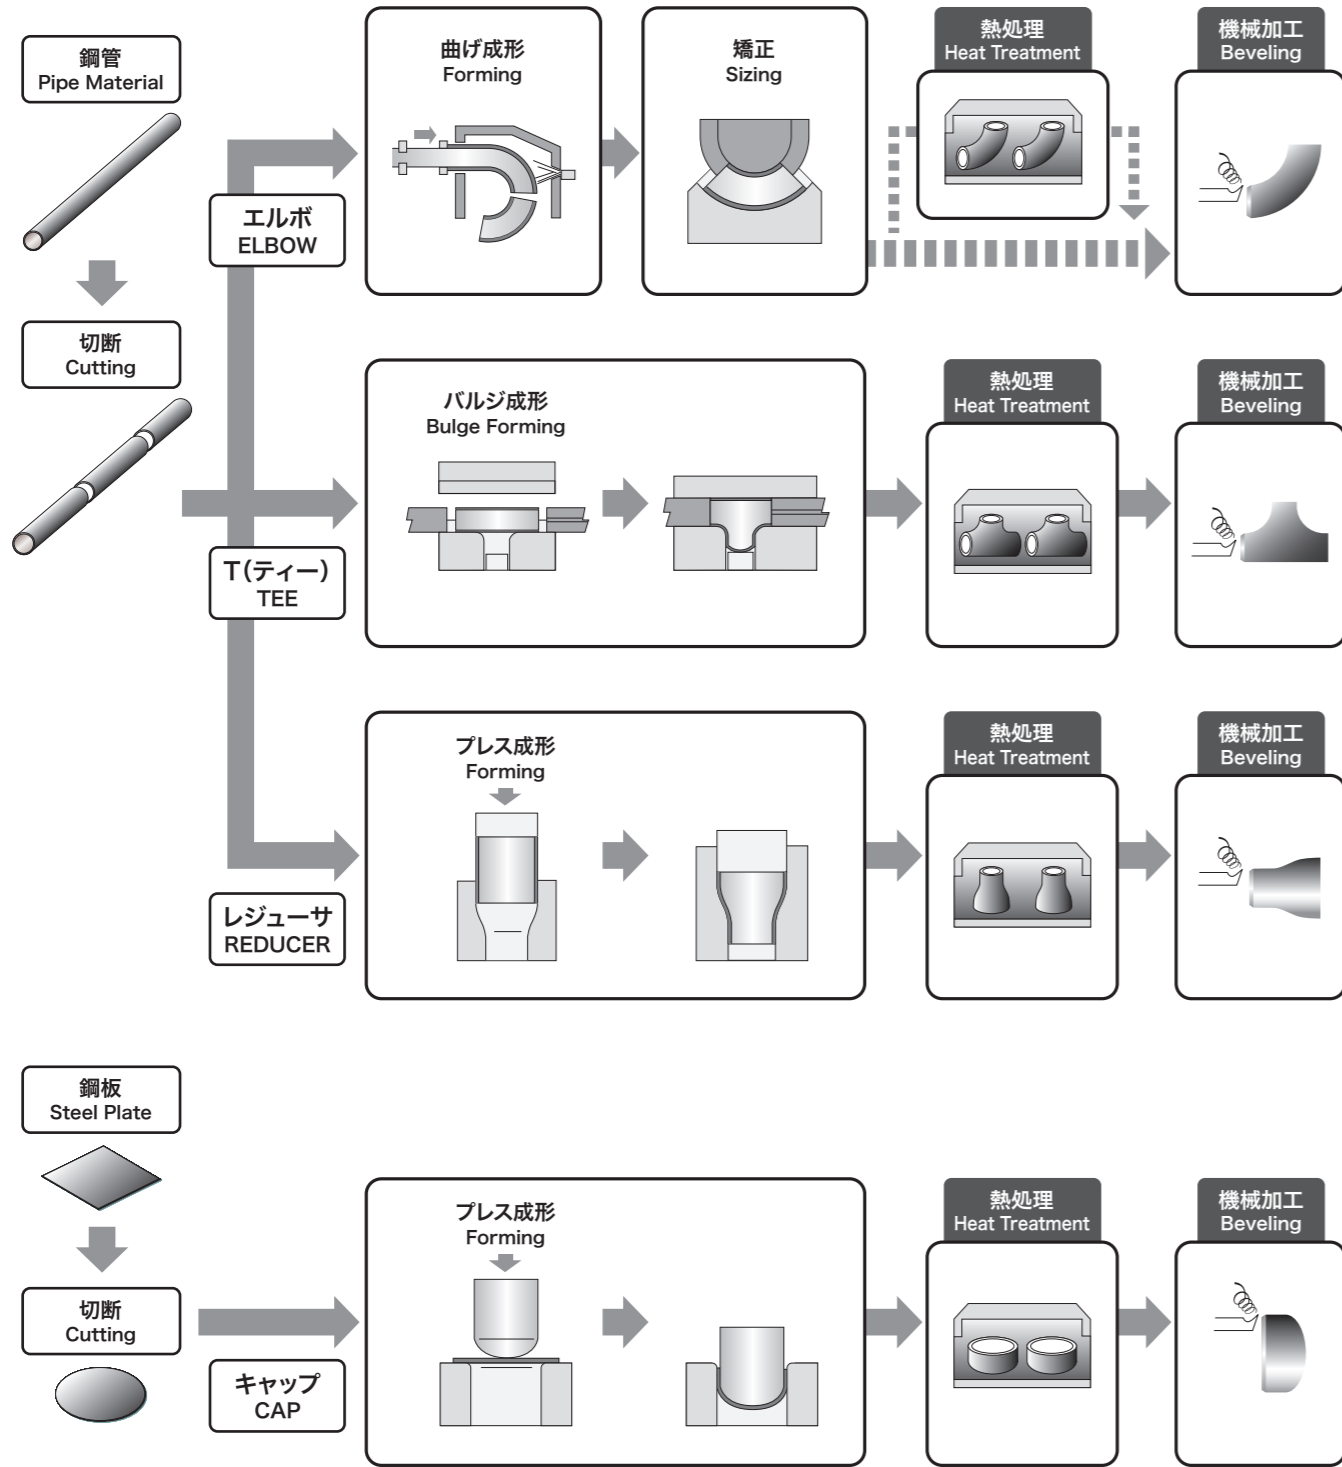 鋼管
Pipe Material
切断
Cutting
エルボ
ELBOW
曲げ成形
Forming
矯正
Sizing
熱処理
Heat Treatment
機械加工
Beveling
T(ティー)
TEE
バルジ成形
Bulge Forming
熱処理
Heat Treatment
機械加工
Beveling
レジューサ
REDUCER
プレス成形
Forming
熱処理
Heat Treatment
機械加工
Beveling
鋼板
Steel Plate
切断
Cutting
キャップ
CAP
プレス成形
Forming
熱処理
Heat Treatment
機械加工
Beveling